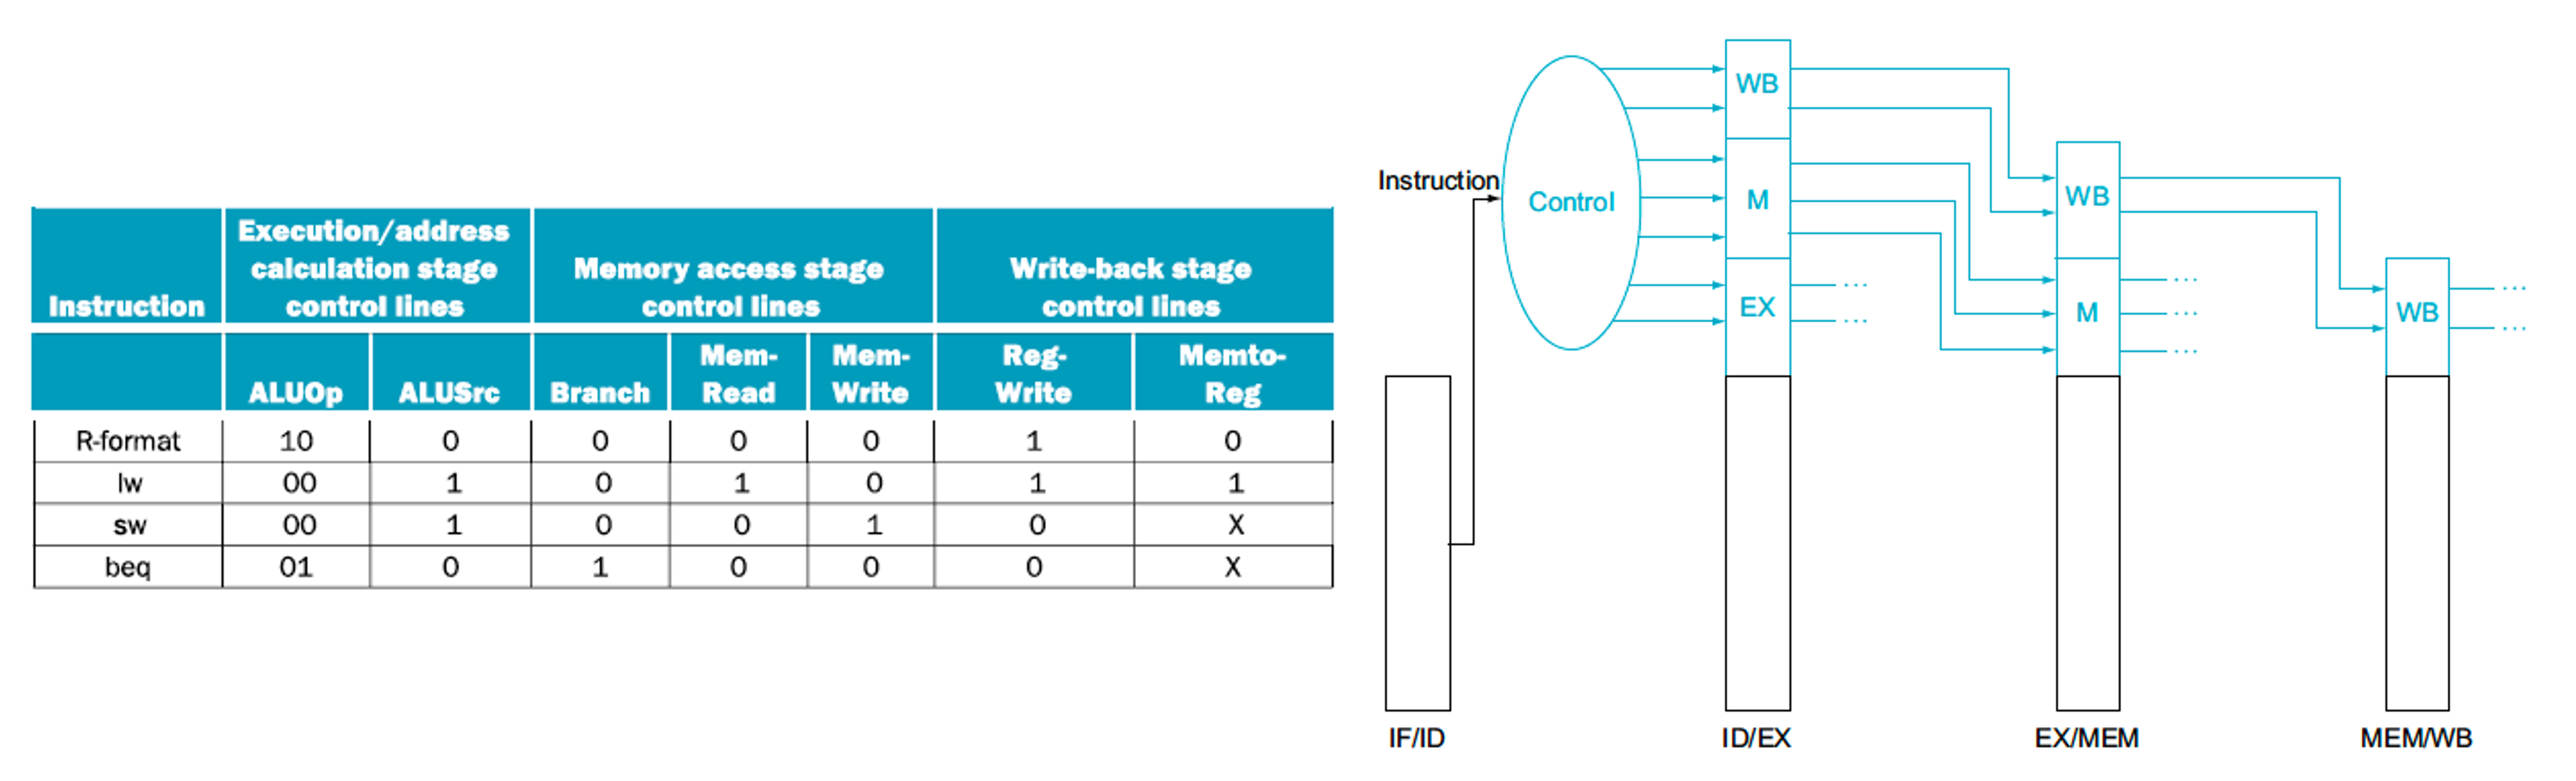 Instruction
Execution/address
calculation stage
control lines
Memory access stage
control lines
Write-back stage
control lines
ALUOp ALUSrc Branch Mem-
Read Mem-
Write Reg-
Write Memto-
Reg
R-format 10 0 0 0 0 1 0
lw 00 1 0 1 0 1 1
sw 00 1 0 0 1 0 X
beq 01 0 1 0 0 0 X
Instruction
Control
WB
M
EX
...
...
WB
M
...
...
...
WB
...
...
IF/ID ID/EX EX/MEM MEM/WB